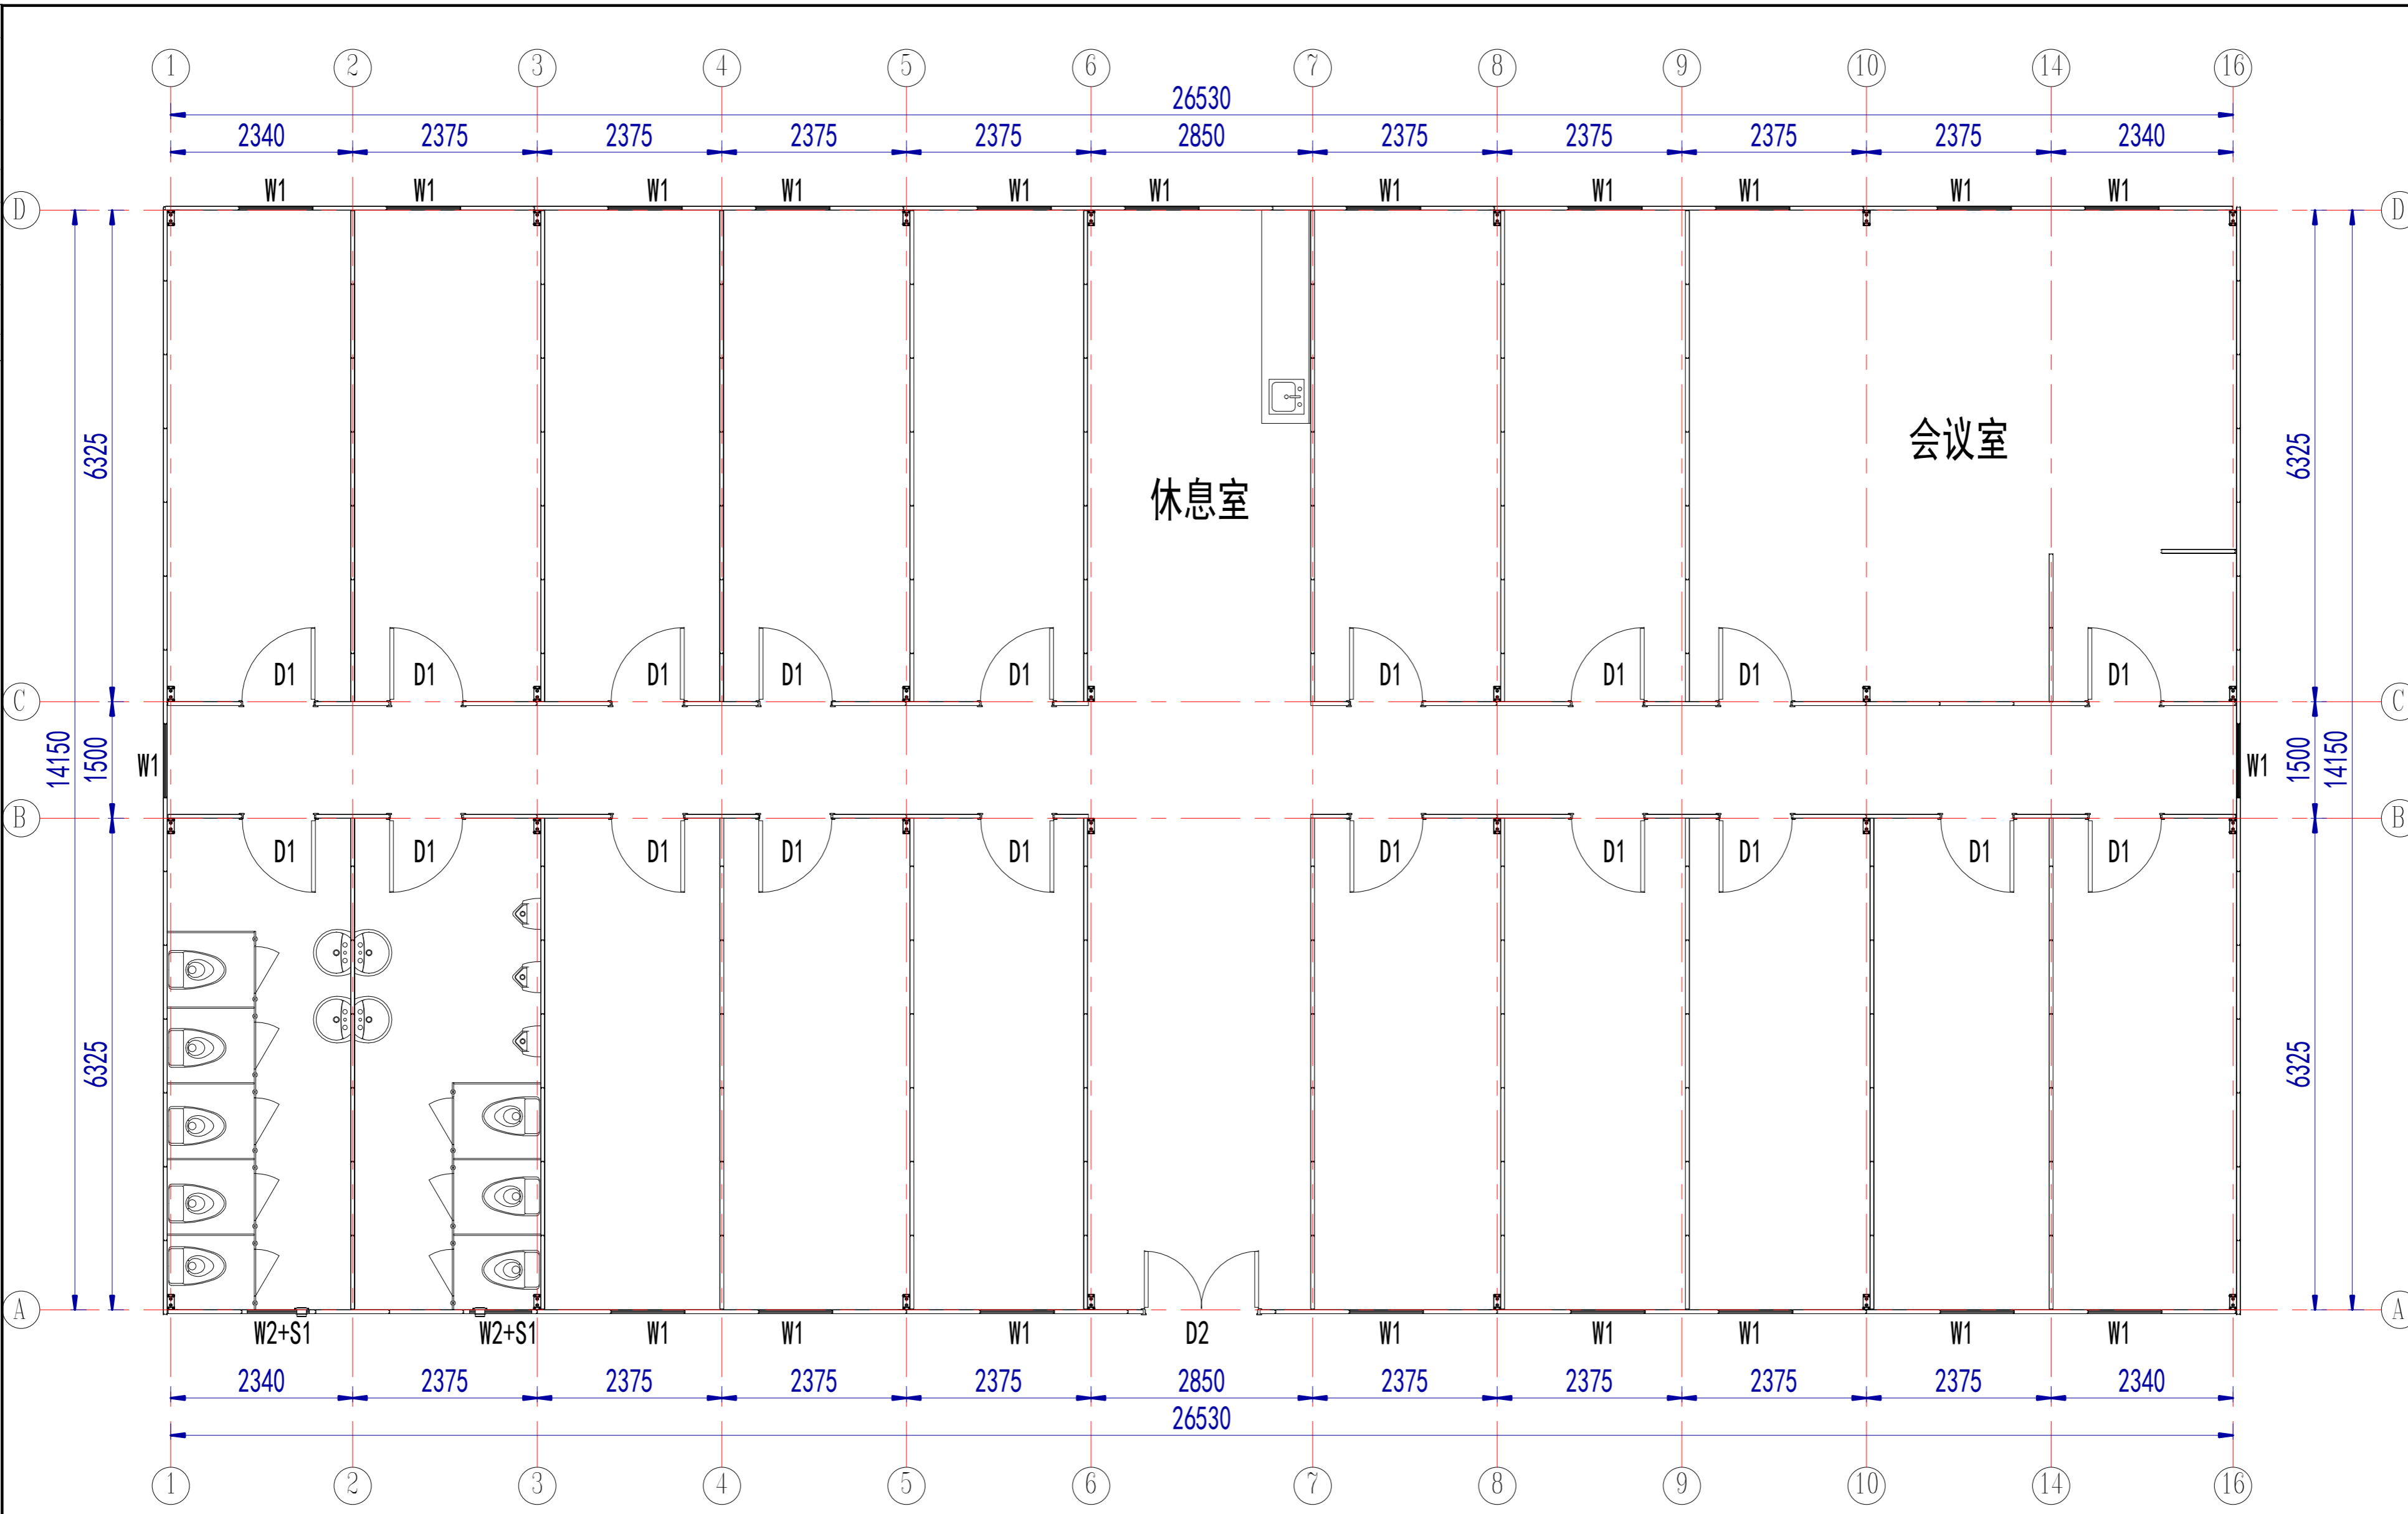 1 2 3 4 5 6 7 8 9 10 14 16
26530
2340 2375 2375 2375 2375 2850 2375 2375 2375 2375 2340
W1 W1 W1 W1 W1 W1 W1 W1 W1 W1 W1
D D
6325 6325
会议室
休息室
D1 D1 D1 D1 D1 D1 D1 D1 D1
C C
14150 1500 1500 14150
W1 W1
B B
D1 D1 D1 D1 D1 D1 D1 D1 D1 D1
6325 6325
A A
W2+S1 W2+S1 W1 W1 W1 D2 W1 W1 W1 W1 W1
2340 2375 2375 2375 2375 2850 2375 2375 2375 2375 2340
26530
1 2 3 4 5 6 7 8 9 10 14 16